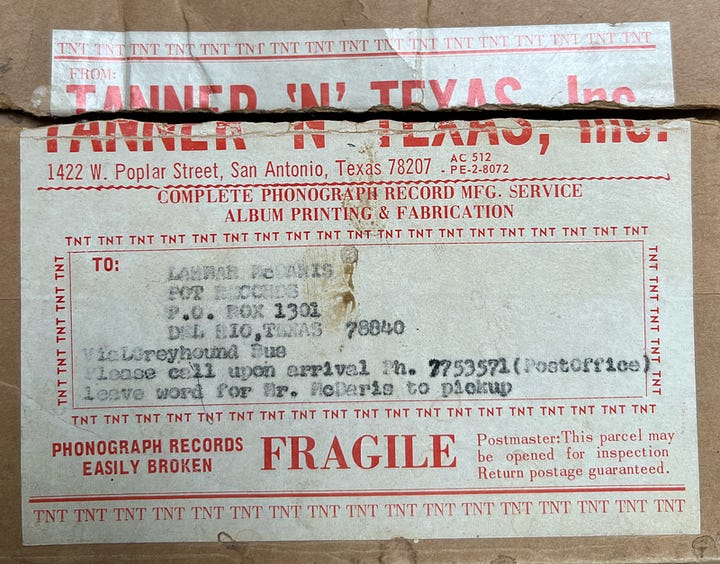 TNT TNT TNT TNT TNT TNT TNT TNT TNT TNT TNT TNT TNT TNT TNT TNT
FROM:
TANNER 'N' TEXAS, Inc.
1422 W. Poplar Street, San Antonio, Texas 78207 - AC 512 PE-2-8072
COMPLETE PHONOGRAPH RECORD MFG. SERVICE
ALBUM PRINTING & FABRICATION
TNT TNT TNT TNT TNT TNT TNT TNT TNT TNT TNT TNT TNT TNT TNT TNT TNT TNT
TNT TNT TNT TNT TNT
TO:
LAMMAR McDARIS
POT RECORDS
P.O. BOX 1301
DEL RIO,TEXAS 78840
Via:Greyhound Bus
Please call upon arrival Ph. 7753571(PostOffice)
leave word for Mr. McDaris to pickup
TNT TNT TNT TNT TNT
TNT TNT TNT TNT TNT TNT TNT TNT TNT TNT TNT TNT TNT TNT TNT TNT TNT TNT
PHONOGRAPH RECORDS
EASILY BROKEN
FRAGILE
Postmaster:This parcel may
be opened for inspection
Return postage guaranteed.
TNT TNT TNT TNT TNT TNT TNT TNT TNT TNT TNT TNT TNT TNT TNT TNT TNT